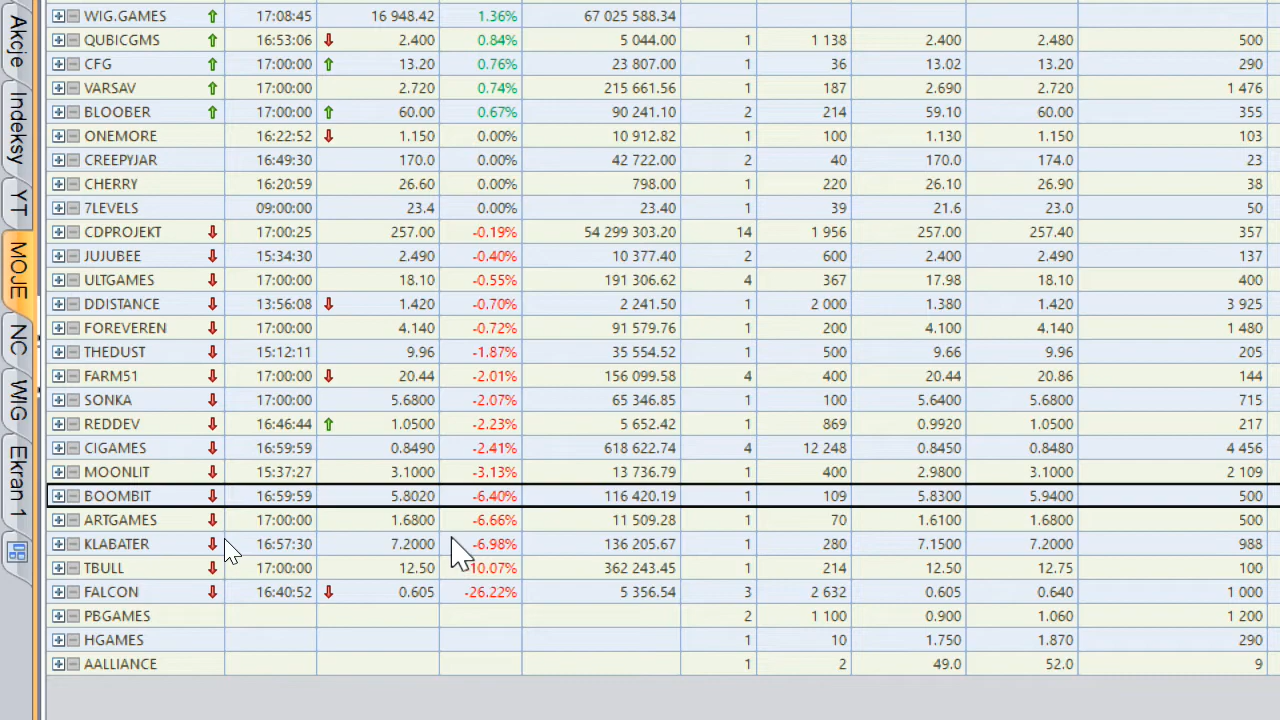 Akcje
Indeksy
YT
MOJE
NC
WIG
Ekran 1
WIG.GAMES 17:08:45 16 948.42 1.36% 67 025 588.34
QUBICGMS 16:53:06 2.400 0.84% 5 044.00 1 1 138 2.400 2.480 500
CFG 17:00:00 13.20 0.76% 23 807.00 1 36 13.02 13.20 290
VARSAV 17:00:00 2.720 0.74% 215 661.56 1 187 2.690 2.720 1 476
BLOOBER 17:00:00 60.00 0.67% 90 241.10 2 214 59.10 60.00 355
ONEMORE 16:22:52 1.150 0.00% 10 912.82 1 100 1.130 1.150 103
CREEPYJAR 16:49:30 170.0 0.00% 42 722.00 2 40 170.0 174.0 23
CHERRY 16:20:59 26.60 0.00% 798.00 1 220 26.10 26.90 38
7LEVELS 09:00:00 23.4 0.00% 23.40 1 39 21.6 23.0 50
CDPROJEKT 17:00:25 257.00 -0.19% 54 299 303.20 14 1 956 257.00 257.40 357
JUJUBEE 15:34:30 2.490 -0.40% 10 377.40 2 600 2.400 2.490 137
ULTGAMES 17:00:00 18.10 -0.55% 191 306.62 4 367 17.98 18.10 400
DDISTANCE 13:56:08 1.420 -0.70% 2 241.50 1 2 000 1.380 1.420 3 925
FOREVEREN 17:00:00 4.140 -0.72% 91 579.76 1 200 4.100 4.140 1 480
THEDUST 15:12:11 9.96 -1.87% 35 554.52 1 500 9.66 9.96 205
FARM51 17:00:00 20.44 -2.01% 156 099.58 4 400 20.44 20.86 144
SONKA 17:00:00 5.6800 -2.07% 65 346.85 1 100 5.6400 5.6800 715
REDDEV 16:46:44 1.0500 -2.23% 5 652.42 1 869 0.9920 1.0500 217
CIGAMES 16:59:59 0.8490 -2.41% 618 622.74 4 12 248 0.8450 0.8480 4 456
MOONLIT 15:37:27 3.1000 -3.13% 13 736.79 1 400 2.9800 3.1000 2 109
BOOMBIT 16:59:59 5.8020 -6.40% 116 420.19 1 109 5.8300 5.9400 500
ARTGAMES 17:00:00 1.6800 -6.66% 11 509.28 1 70 1.6100 1.6800 500
KLABATER 16:57:30 7.2000 -6.98% 136 205.67 1 280 7.1500 7.2000 988
TBULL 17:00:00 12.50 10.07% 362 243.45 1 214 12.50 12.75 100
FALCON 16:40:52 0.605 -26.22% 5 356.54 3 2 632 0.605 0.640 1 000
PBGAMES 2 1 100 0.900 1.060 1 200
HGAMES 1 10 1.750 1.870 290
AALLIANCE 1 2 49.0 52.0 9